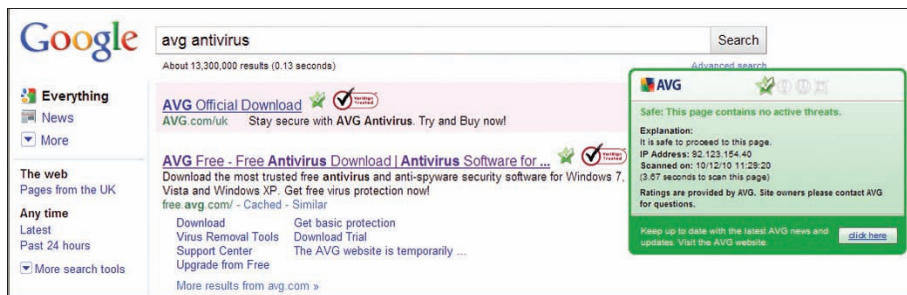 Google
avg antivirus
Search
About 13,300,000 results (0.13 seconds)
Advanced search
Everything
News
More
The web
Pages from the UK
Any time
Latest
Past 24 hours
More search tools
AVG Official Download
VeriSign Trusted
AVG.com/uk Stay secure with AVG Antivirus. Try and Buy now!
AVG Free - Free Antivirus Download | Antivirus Software for ...
VeriSign Trusted
Download the most trusted free antivirus and anti-spyware security software for Windows 7,
Vista and Windows XP. Get free virus protection now!
free.avg.com/ - Cached - Similar
Download Get basic protection
Virus Removal Tools Download Trial
Support Center The AVG website is temporarily ...
Upgrade from Free
More results from avg.com »
AVG
Safe: This page contains no active threats.
Explanation:
It is safe to proceed to this page.
IP Address: 92.123.154.40
Scanned on: 10/12/10 11:29:20
(3.67 seconds to scan this page)
Ratings are provided by AVG. Site owners please contact AVG
for questions.
Keep up to date with the latest AVG news and
updates. Visit the AVG website.
click here